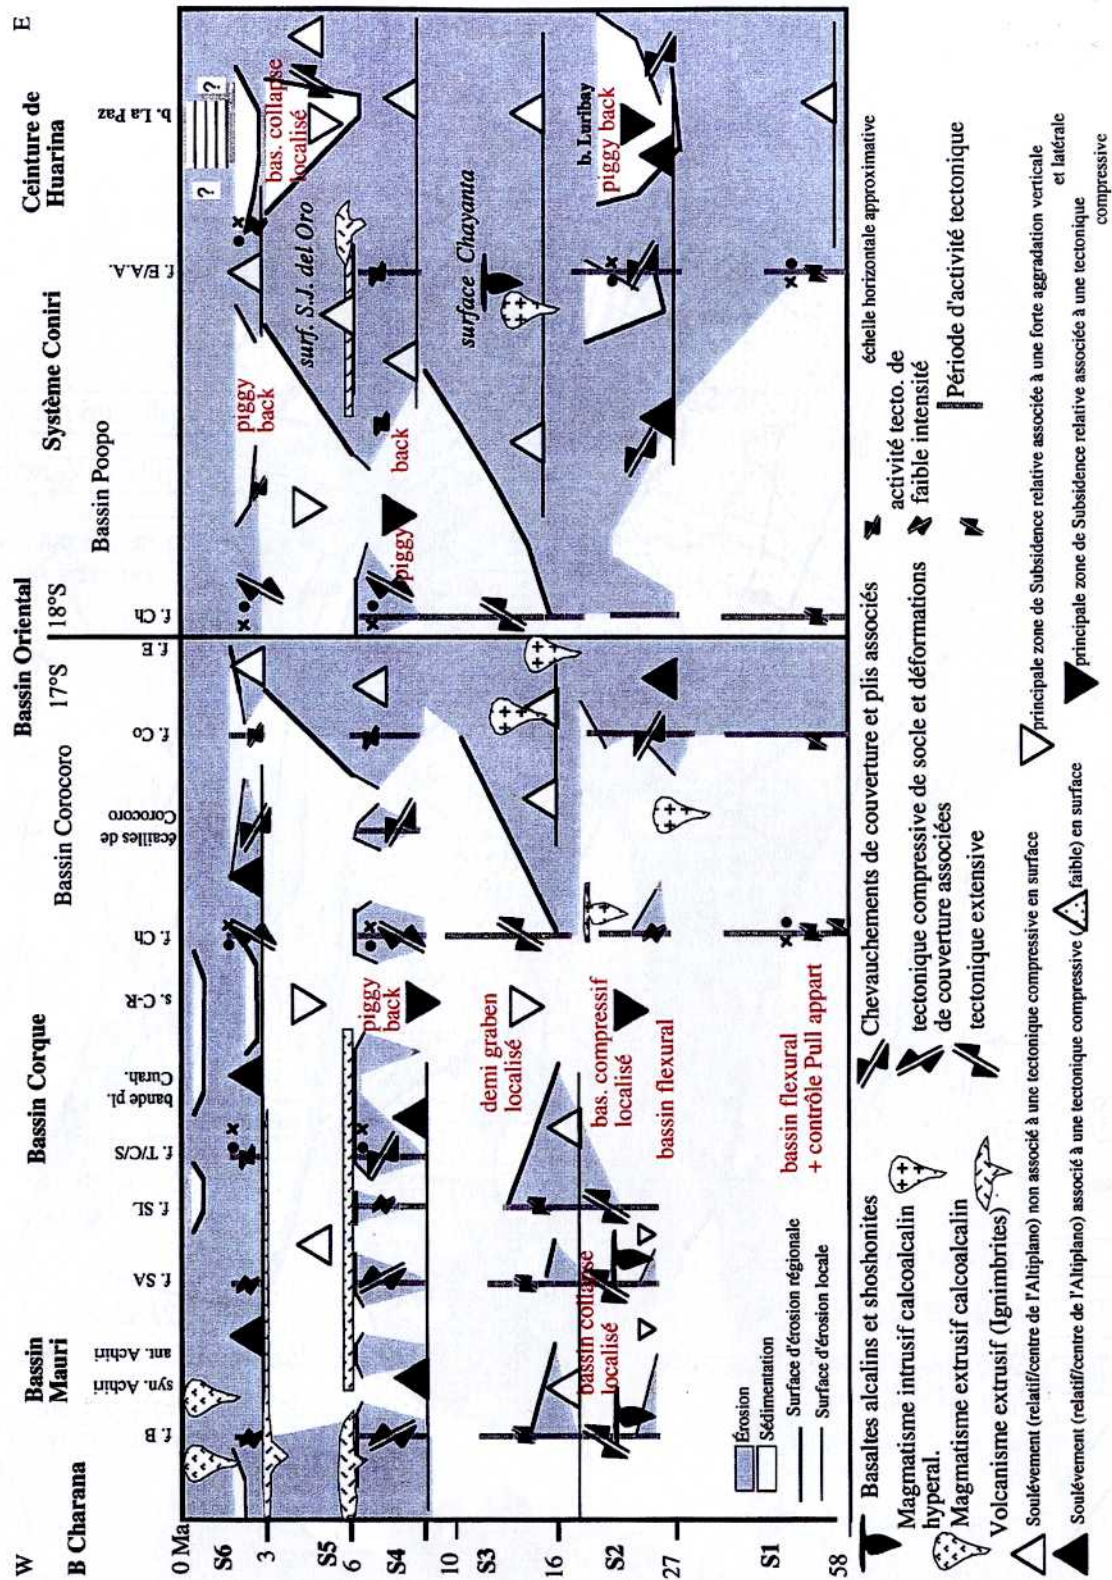 W
E
B Charana
Bassin
Mauri
Bassin Corque
Bassin Corocoro
Bassin Oriental
17°S
18°S
Bassin Poopo
Système Coniri
Ceinture de
Huarina
f. B
syn. Achiri
ant. Achiri
f. SA
f. SL
f. T/C/S
bande pl.
Curah.
s. C-R
f. Ch
écailles de
Corocoro
f. Co
f. E
f. Ch
f. E/A.A.
b. La Paz
0 Ma
S6
3
S5
6
S4
10
S3
16
S2
27
S1
58
piggy
back
demi graben
localisé
bas. compressif
localisé
bassin flexural
bassin flexural
+ contrôle Pull appart
bassin collapse
localisé
piggy
back
piggy
back
surf. S.J. del Oro
surface Chayanta
bas. collapse
localisé
?
?
b. Luribay
piggy back
Érosion
Sédimentation
Surface d'érosion régionale
Surface d'érosion locale
échelle horizontale approximative
Basaltes alcalins et shoshonites
Magmatisme intrusif calcoalcalin
hyperal.
Magmatisme extrusif calcoalcalin
Volcanisme extrusif (Ignimbrites)
Chevauchements de couverture et plis associés
tectonique compressive de socle et déformations
de couverture associées
tectonique extensive
activité tecto. de
faible intensité
Période d'activité tectonique
Soulèvement (relatif/centre de l'Altiplano) non associé à une tectonique compressive en surface
Soulèvement (relatif/centre de l'Altiplano) associé à une tectonique compressive ( faible) en surface
principale zone de Subsidence relative associée à une forte aggradation verticale
et latérale
principale zone de Subsidence relative associée à une tectonique
compressive